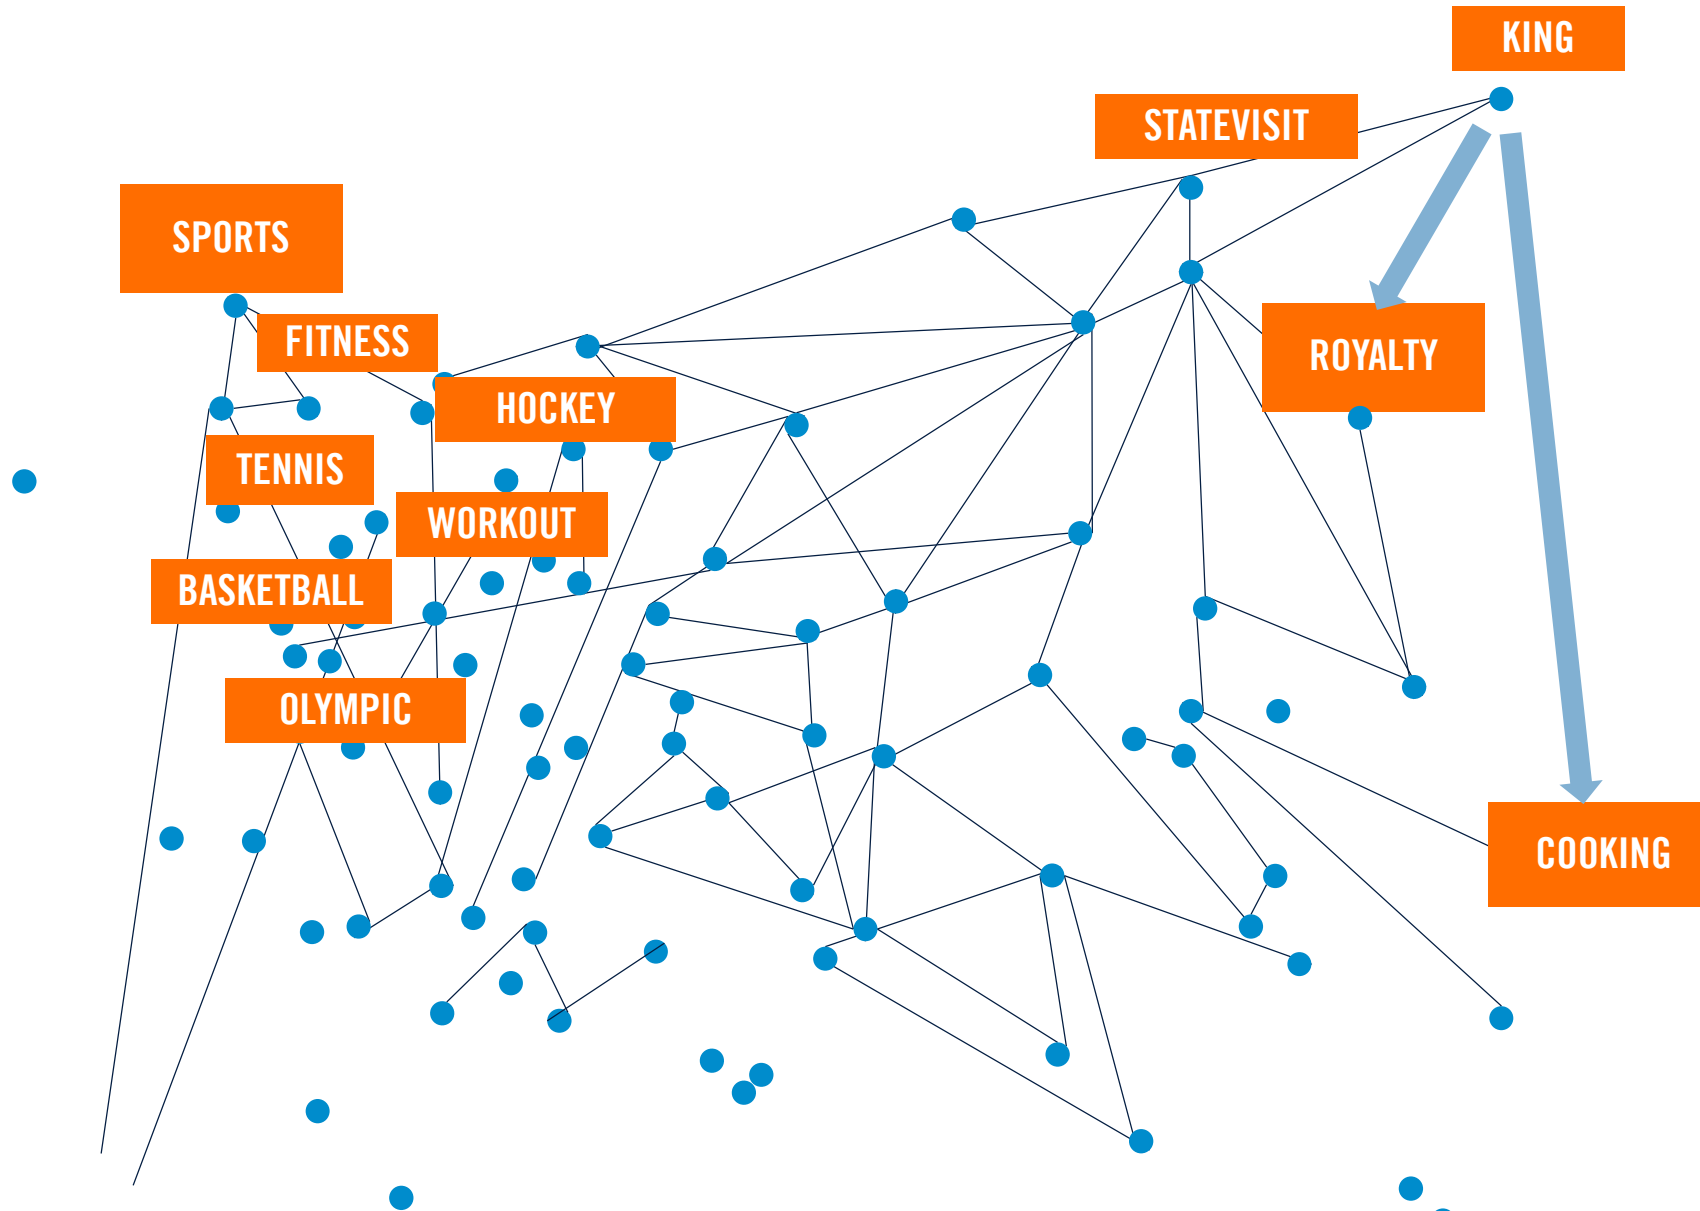 KING
STATEVISIT
SPORTS
FITNESS
ROYALTY
HOCKEY
TENNIS
WORKOUT
BASKETBALL
OLYMPIC
COOKING